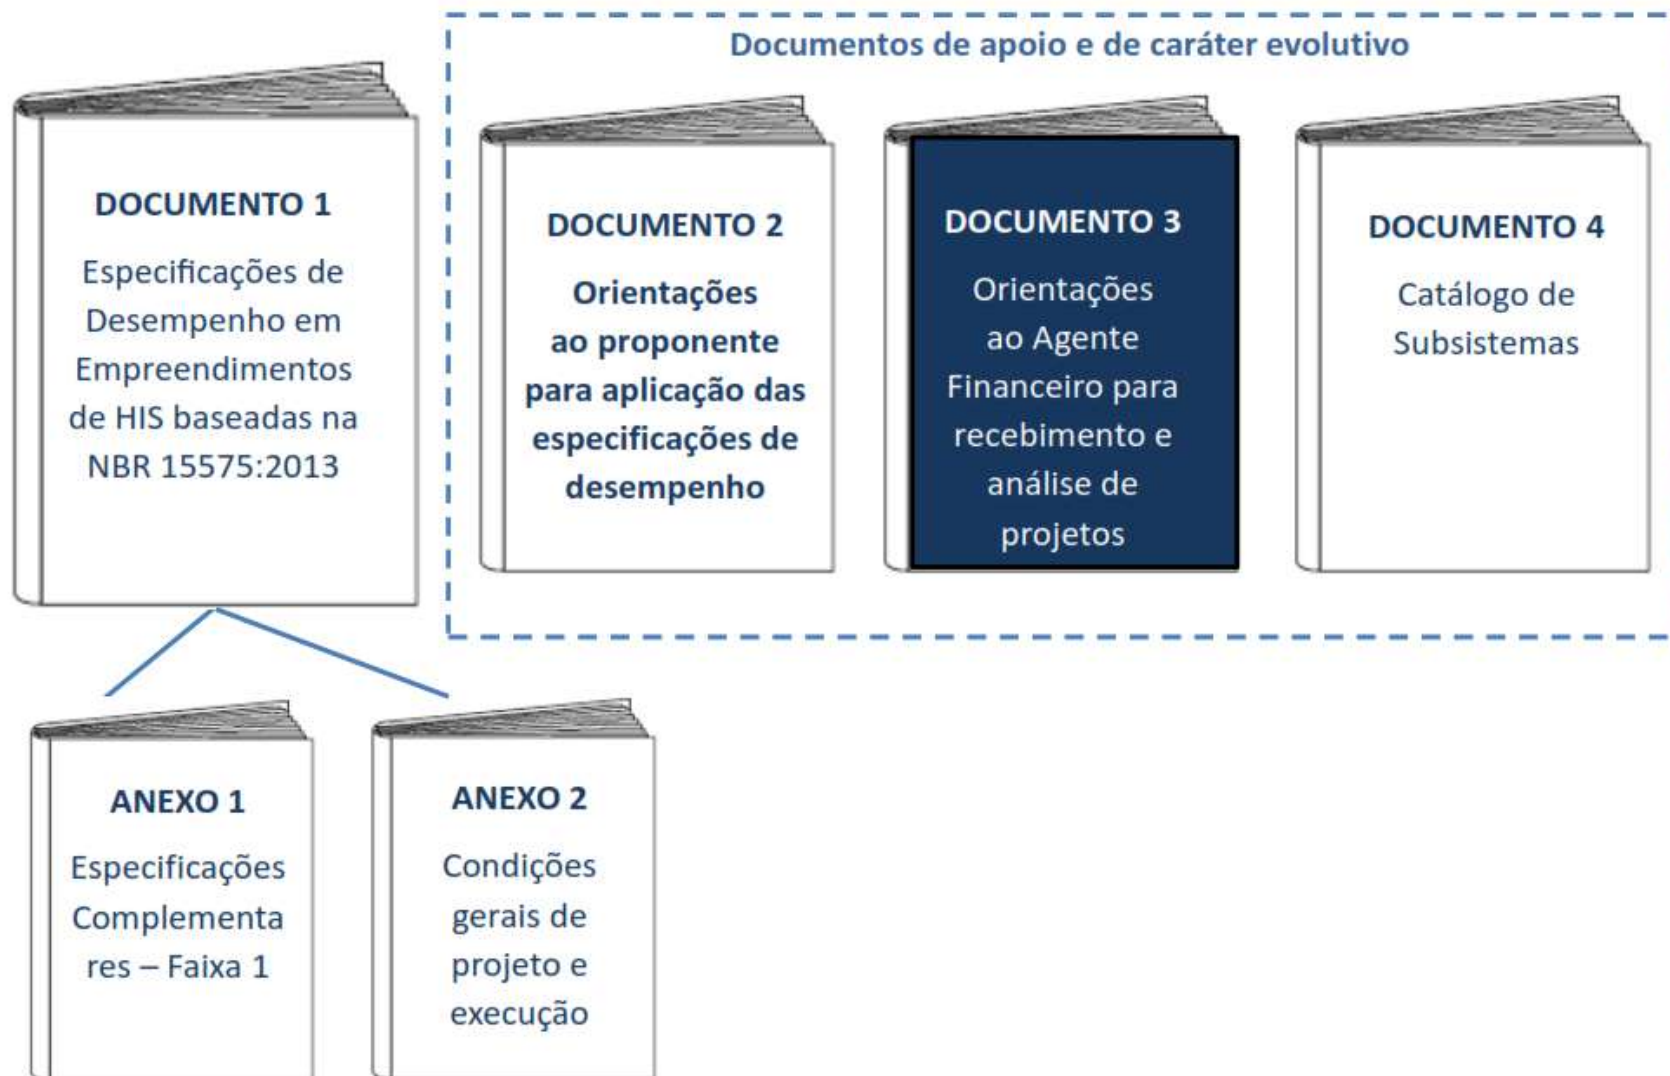 Documentos de apoio e de caráter evolutivo
DOCUMENTO 1
Especificações de
Desempenho em
Empreendimentos
de HIS baseadas na
NBR 15575:2013
DOCUMENTO 2
Orientações
ao proponente
para aplicação das
especificações de
desempenho
DOCUMENTO 3
Orientações
ao Agente
Financeiro para
recebimento e
análise de
projetos
DOCUMENTO 4
Catálogo de
Subsistemas
ANEXO 1
Especificações
Complementa
res – Faixa 1
ANEXO 2
Condições
gerais de
projeto e
execução